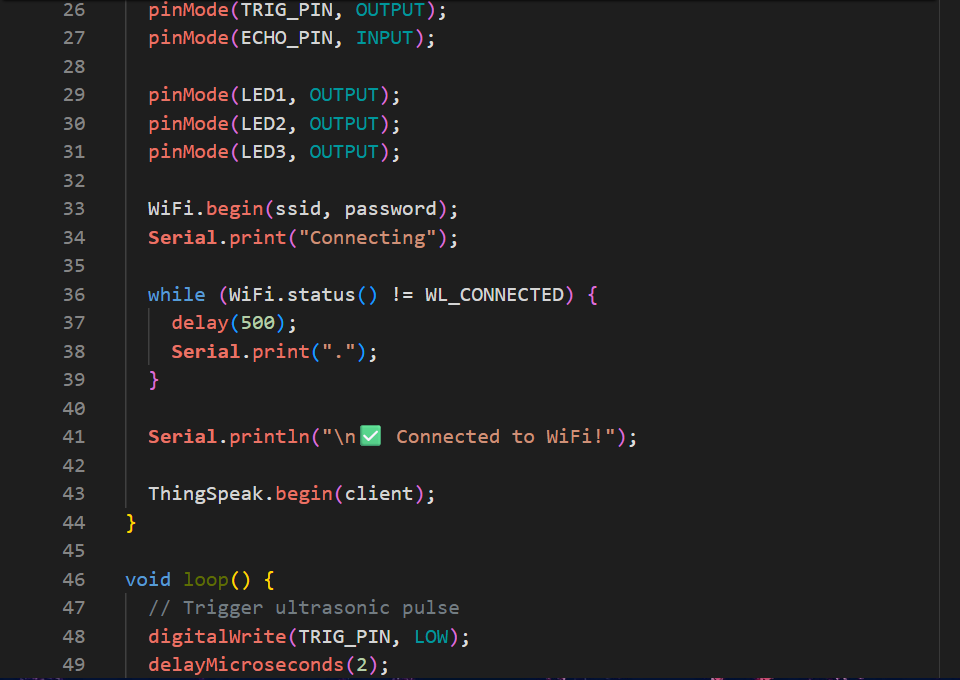 26 pinMode(TRIG_PIN, OUTPUT);
27 pinMode(ECHO_PIN, INPUT);
28
29 pinMode(LED1, OUTPUT);
30 pinMode(LED2, OUTPUT);
31 pinMode(LED3, OUTPUT);
32
33 WiFi.begin(ssid, password);
34 Serial.print("Connecting");
35
36 while (WiFi.status() != WL_CONNECTED) {
37 delay(500);
38 Serial.print(".");
39 }
40
41 Serial.println("\n✅ Connected to WiFi!");
42
43 ThingSpeak.begin(client);
44 }
45
46 void loop() {
47 // Trigger ultrasonic pulse
48 digitalWrite(TRIG_PIN, LOW);
49 delayMicroseconds(2);